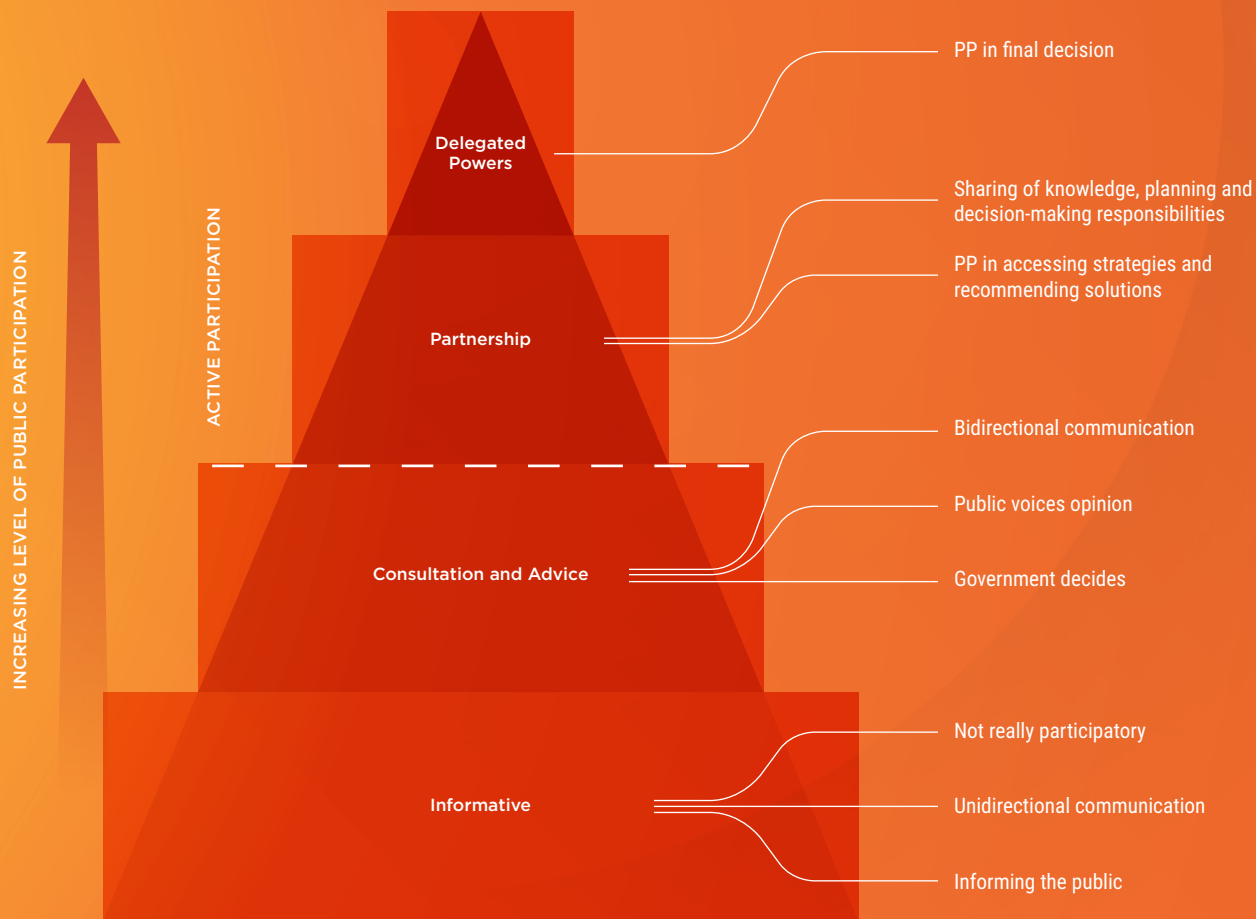 INCREASING LEVEL OF PUBLIC PARTICIPATION
ACTIVE PARTICIPATION
Delegated
Powers
PP in final decision
Partnership
Sharing of knowledge, planning and
decision-making responsibilities
PP in accessing strategies and
recommending solutions
Consultation and Advice
Bidirectional communication
Public voices opinion
Government decides
Informative
Not really participatory
Unidirectional communication
Informing the public